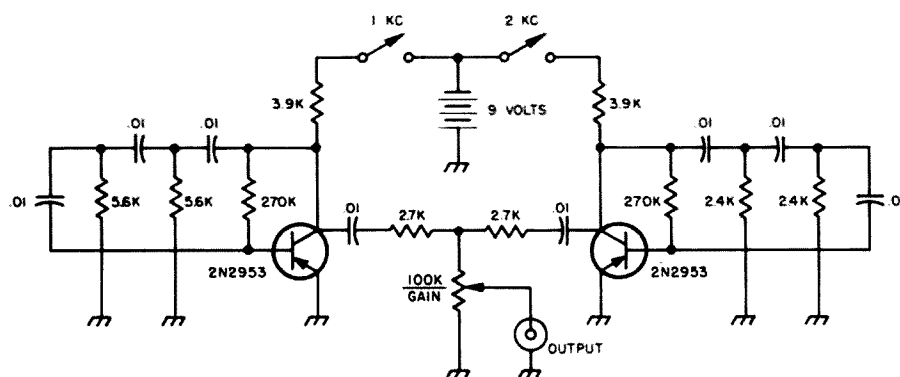 1 KC
2 KC
3.9K
9 VOLTS
3.9K
.01
.01
.01
.01
.01
5.6K
5.6K
270K
270K
2.4K
2.4K
.0
.01
2.7K
2.7K
.01
2N2953
2N2953
100K
GAIN
OUTPUT